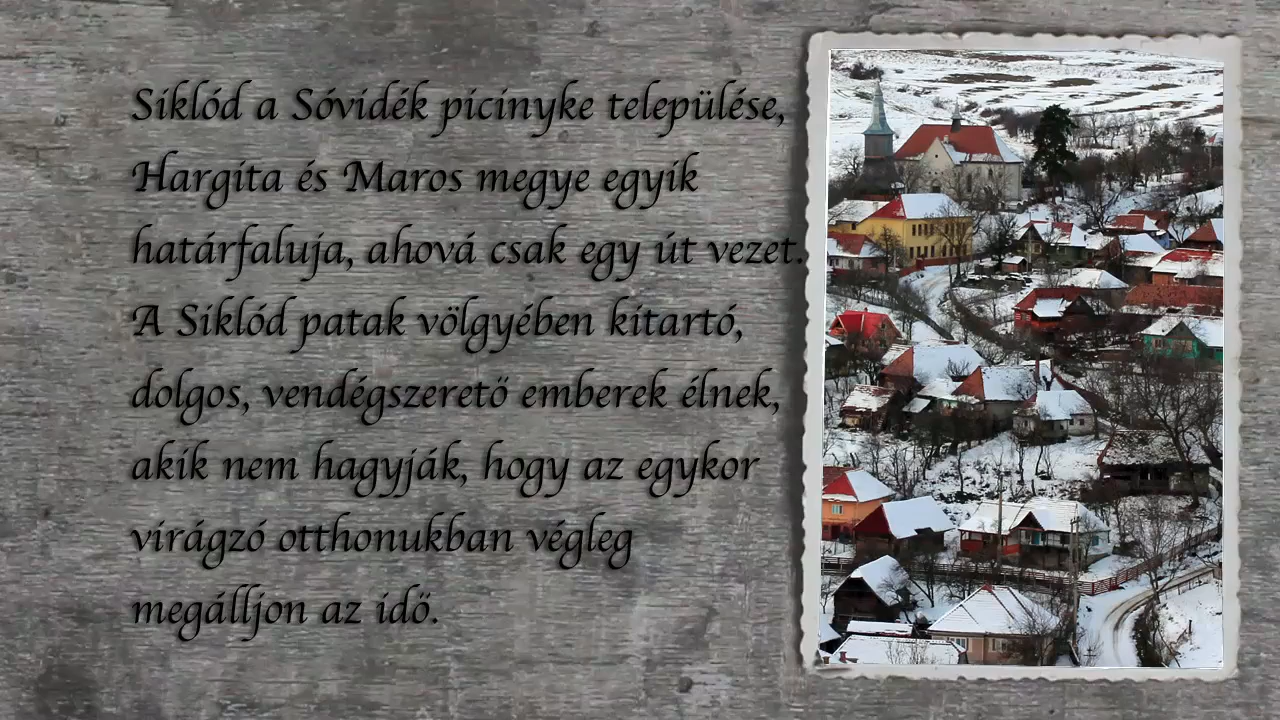 Siklód a Sóvidék picinyke települése,
Hargita és Maros megye egyik
határfaluja, ahová csak egy út vezet.
A Siklód patak völgyében kitartó,
dolgos, vendégszerető emberek élnek,
akik nem hagyják, hogy az egykor
virágzó otthonukban végleg
megálljon az idő.